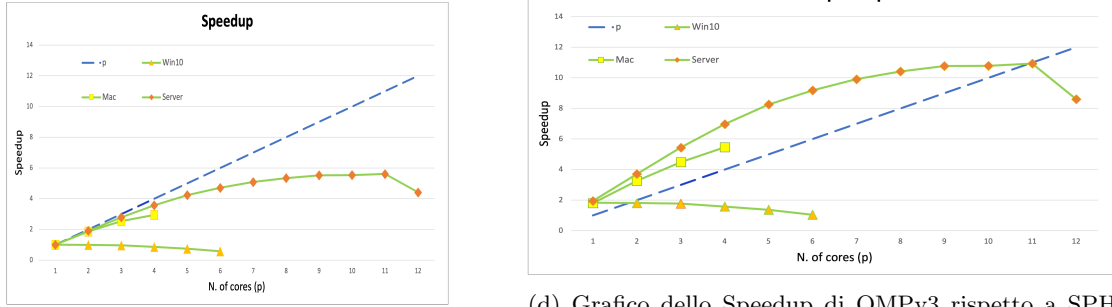 Speedup
p
Win10
Mac
Server
14
12
10
8
6
4
2
0
Speedup
1 2 3 4 5 6 7 8 9 10 11 12
N. of cores (p)
p
Win10
Mac
Server
14
12
10
8
6
4
2
0
Speedup
1 2 3 4 5 6 7 8 9 10 11 12
N. of cores (p)
(d) Grafico dello Speedup di OMPv3 rispetto a SPH